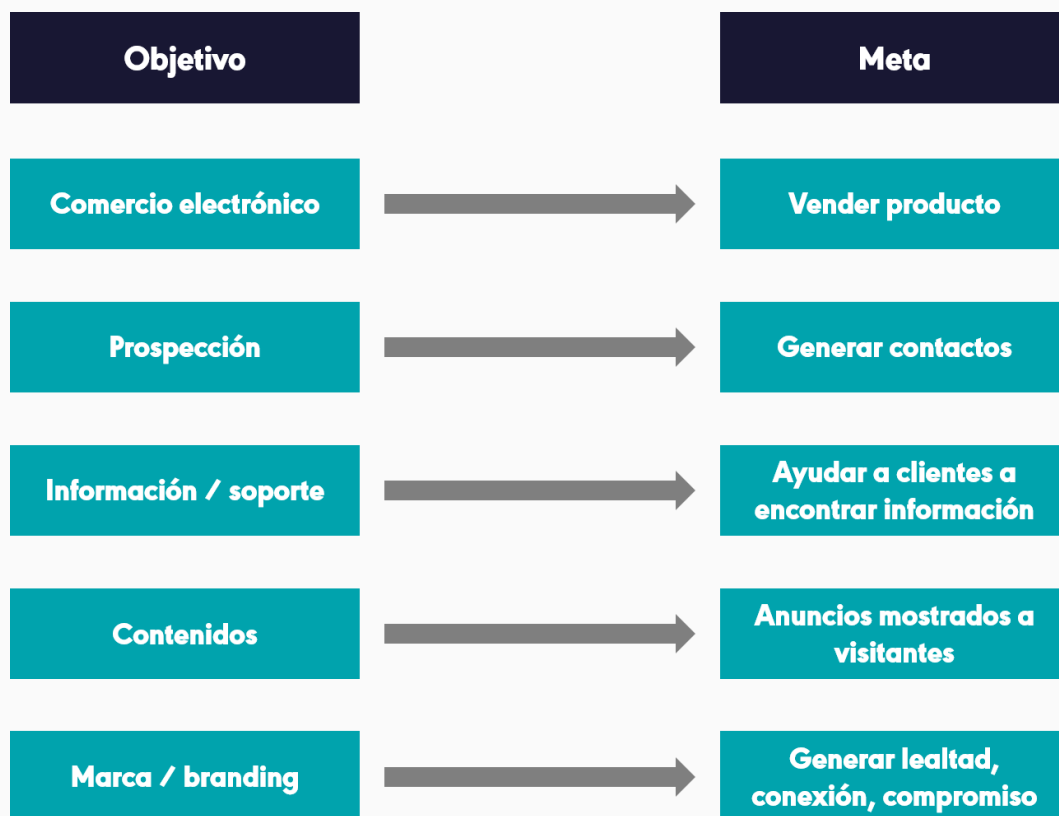 Objetivo
Meta
Comercio electrónico
Vender producto
Prospección
Generar contactos
Información / soporte
Ayudar a clientes a
encontrar información
Contenidos
Anuncios mostrados a
visitantes
Marca / branding
Generar lealtad,
conexión, compromiso